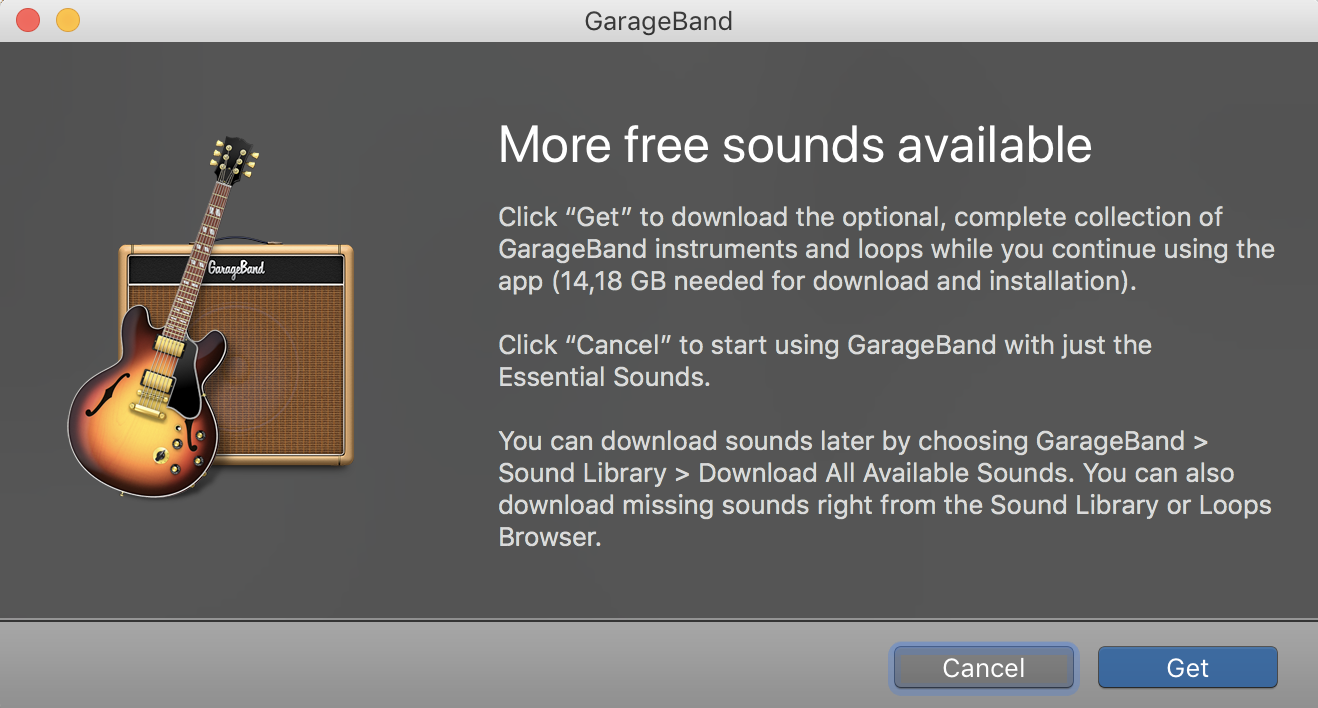 GarageBand
More free sounds available
GarageBand
Click “Get” to download the optional, complete collection of
GarageBand instruments and loops while you continue using the
app (14,18 GB needed for download and installation).
Click “Cancel” to start using GarageBand with just the
Essential Sounds.
You can download sounds later by choosing GarageBand >
Sound Library > Download All Available Sounds. You can also
download missing sounds right from the Sound Library or Loops
Browser.
Cancel
Get